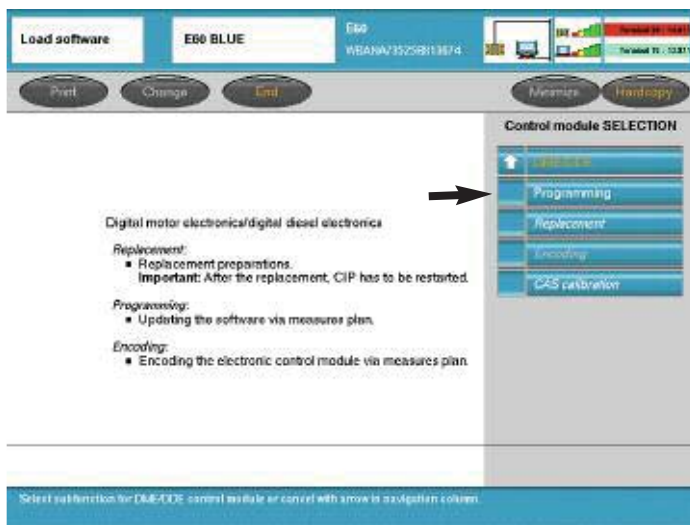 Load software
E60 BLUE
E60
Print
Change
End
Minimize
Hardcopy
Control module SELECTION
Programming
Replacement
Encoding
CAS calibration
Digital motor electronics/digital diesel electronics
Replacement:
▪ Replacement preparations.
Important: After the replacement, CIP has to be restarted.
Programming:
▪ Updating the software via measures plan.
Encoding:
▪ Encoding the electronic control module via measures plan.
Select subfunction for DME/DDE control module or cancel with arrow in navigation column.